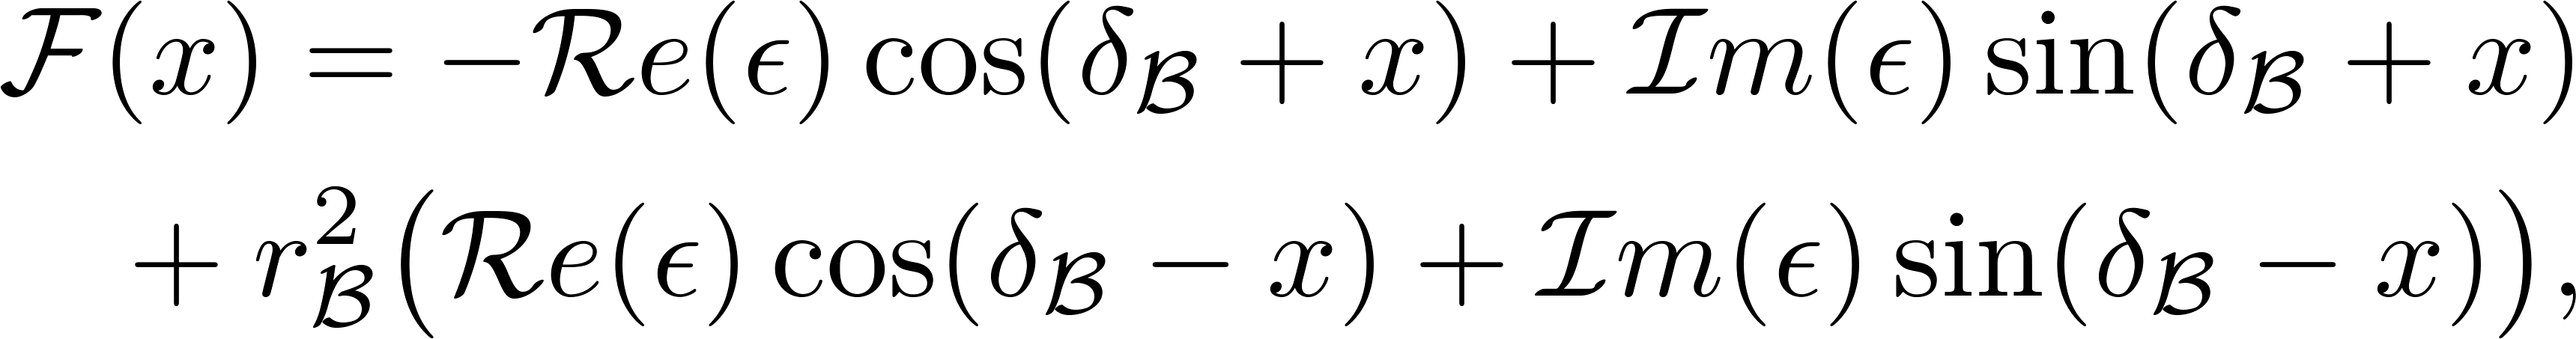 \mathcal{F}(x) = -\mathcal{R}e(\epsilon) \cos(\delta_{\mathcal{B}} + x) + \mathcal{I}m(\epsilon) \sin(\delta_{\mathcal{B}} + x)
+ r_{\mathcal{B}}^{2} \big( \mathcal{R}e(\epsilon) \cos(\delta_{\mathcal{B}} - x) + \mathcal{I}m(\epsilon) \sin(\delta_{\mathcal{B}} - x) \big),